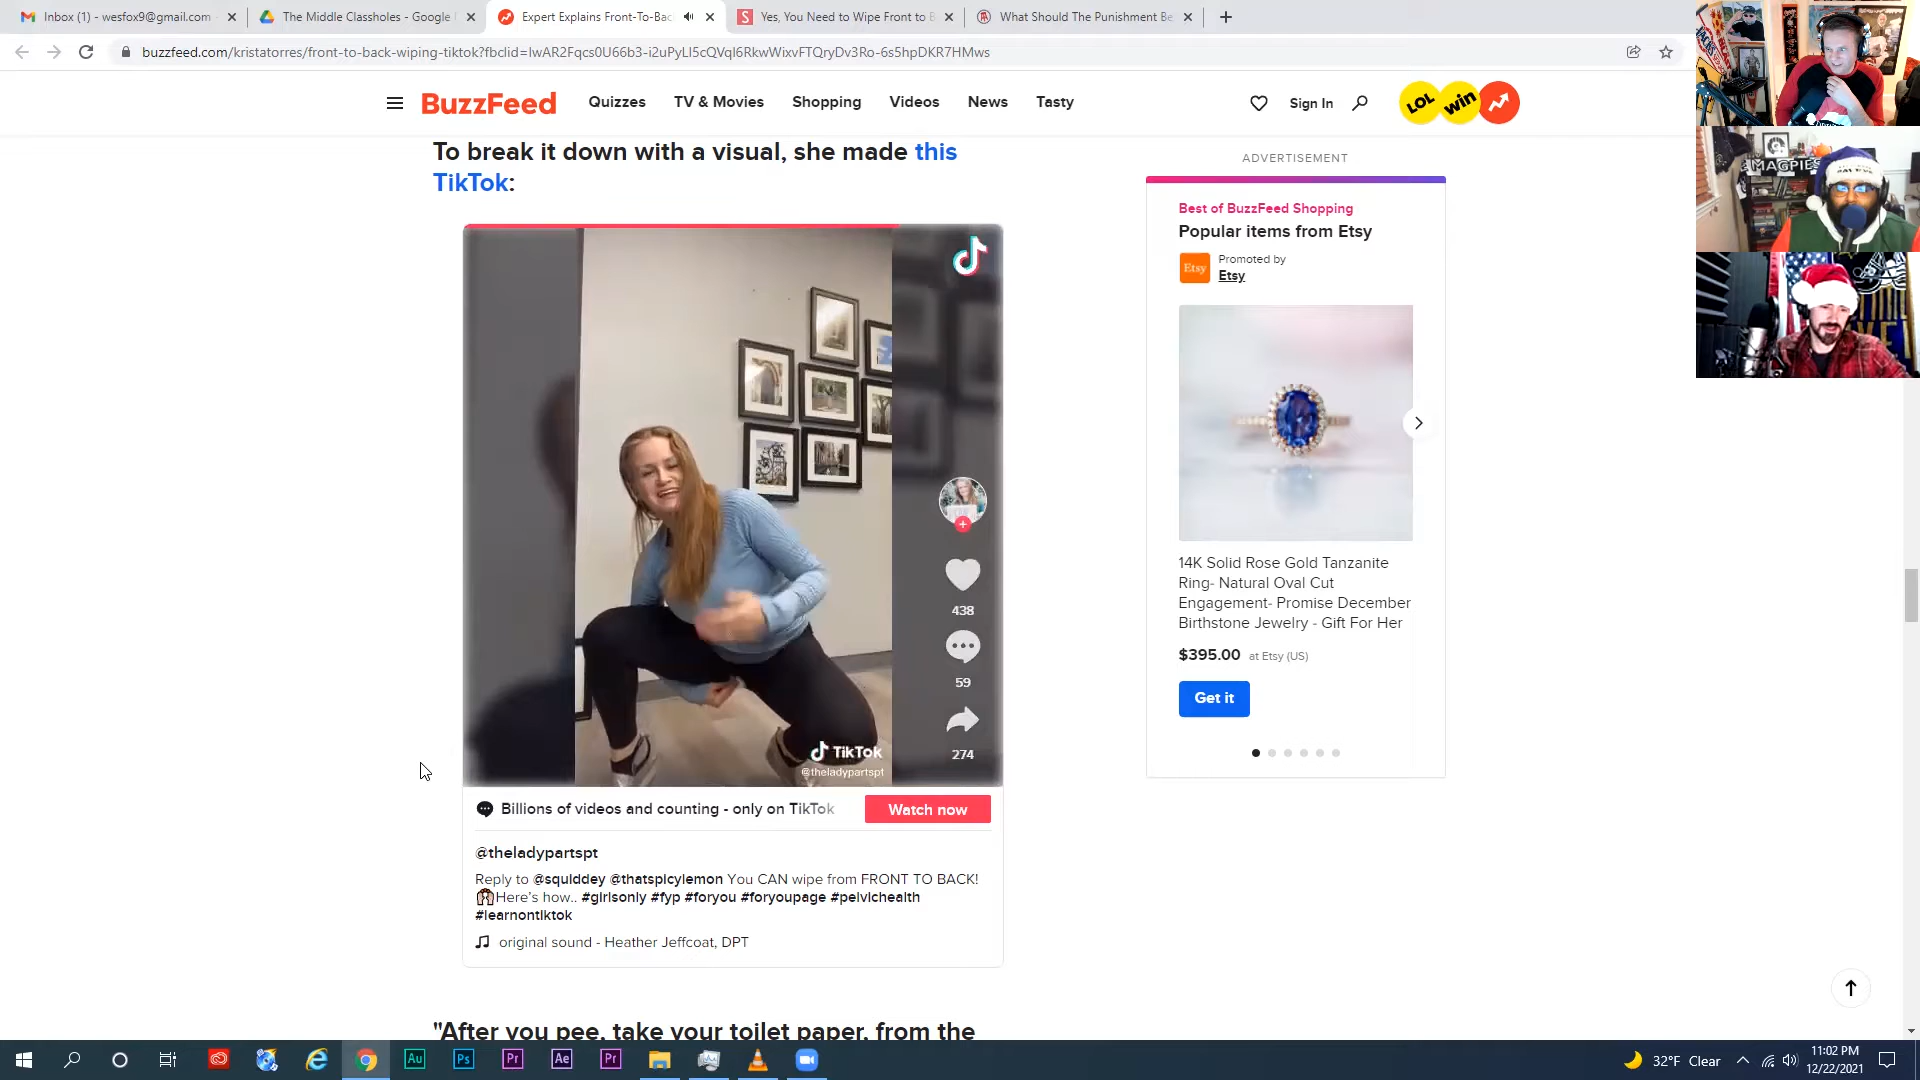 Inbox (1) - wesfox9@gmail.com
The Middle Classholes - Google
Expert Explains Front-To-Bac
Yes, You Need to Wipe Front to B
What Should The Punishment Be
buzzfeed.com/kristatorres/front-to-back-wiping-tiktok?fbclid=IwAR2Fqcs0U66b3-i2uPyLI5cQVqI6RkwWixvFTQryDv3Ro-6s5hpDKR7HMws
BuzzFeed Quizzes TV & Movies Shopping Videos News Tasty Sign In LOL win
To break it down with a visual, she made this
TikTok:
438
59
274
TikTok
@theladypartspt
Billions of videos and counting - only on TikTok Watch now
@theladypartspt
Reply to @squiddey @thatspicylemon You CAN wipe from FRONT TO BACK!
🙌Here's how.. #girlsonly #fyp #foryou #foryoupage #pelvichealth
#learnontiktok
original sound - Heather Jeffcoat, DPT
"After you pee, take your toilet paper, from the
ADVERTISEMENT
Best of BuzzFeed Shopping
Popular items from Etsy
Etsy
Promoted by
Etsy
14K Solid Rose Gold Tanzanite
Ring- Natural Oval Cut
Engagement- Promise December
Birthstone Jewelry - Gift For Her
$395.00 at Etsy (US)
Get it
MAGPIES
Au Ps Pr Ae Pr
32°F Clear
11:02 PM
12/22/2021